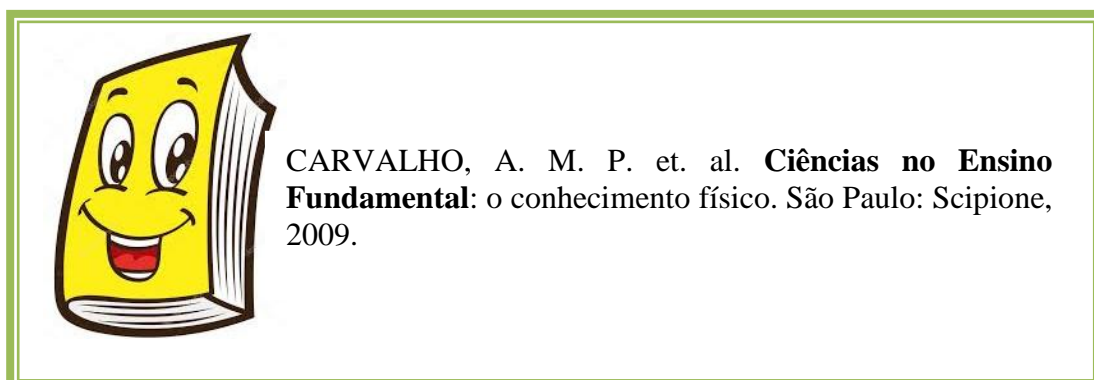 CARVALHO, A. M. P. et. al. Ciências no Ensino
Fundamental: o conhecimento físico. São Paulo: Scipione,
2009.